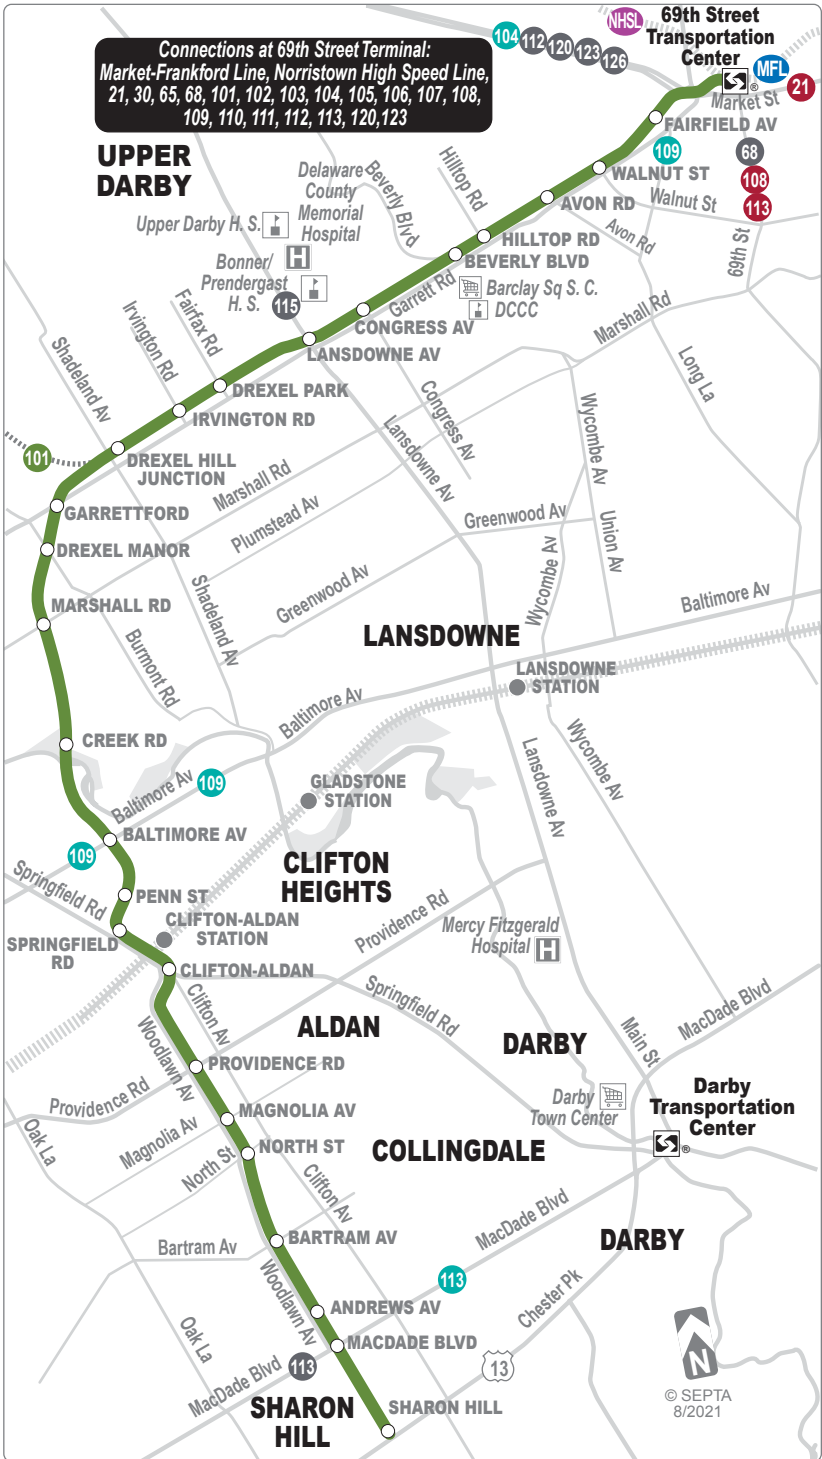 69th Street
Transportation
Center
NHSL
104
112
120
123
126
MFL
21
®
Market St
Connections at 69th Street Terminal:
Market-Frankford Line, Norristown High Speed Line,
21, 30, 65, 68, 101, 102, 103, 104, 105, 106, 107, 108,
109, 110, 111, 112, 113, 120,123
FAIRFIELD AV
109
68
108
113
UPPER
DARBY
Delaware
County
Memorial
Hospital
H
Beverly Blvd
Hilltop Rd
WALNUT ST
Walnut St
AVON RD
Avon Rd
69th St
Upper Darby H. S.
HILLTOP RD
BEVERLY BLVD
Bonner/
Prendergast
H. S.
115
Garrett Rd
Barclay Sq S. C.
DCCC
Fairfax Rd
Irvington Rd
Shadeland Av
CONGRESS AV
LANSDOWNE AV
Marshall Rd
Long La
DREXEL PARK
IRVINGTON RD
Congress Av
Lansdowne Av
Wycombe Av
101
DREXEL HILL
JUNCTION
Marshall Rd
Plumstead Av
GARRETTFORD
Greenwood Av
Union Av
DREXEL MANOR
Shadeland Av
Greenwood Av
Wycombe Av
MARSHALL RD
Burmont Rd
Baltimore Av
LANSDOWNE
LANSDOWNE
STATION
Baltimore Av
CREEK RD
Baltimore Av
109
GLADSTONE
STATION
Lansdowne Av
Wycombe Av
BALTIMORE AV
109
Springfield Rd
CLIFTON
HEIGHTS
PENN ST
CLIFTON-ALDAN
STATION
Providence Rd
Mercy Fitzgerald
Hospital
H
SPRINGFIELD
RD
CLIFTON-ALDAN
Clifton Av
Springfield Rd
MacDade Blvd
Woodlawn Av
ALDAN
DARBY
Main St
PROVIDENCE RD
Providence Rd
Darby
Town Center
Darby
Transportation
Center
®
MAGNOLIA AV
Magnolia Av
Oak La
NORTH ST
North St
COLLINGDALE
Clifton Av
MacDade Blvd
BARTRAM AV
Bartram Av
DARBY
113
Woodlawn Av
Chester Pk
ANDREWS AV
Oak La
MACDADE BLVD
113
MacDade Blvd
13
N
© SEPTA
8/2021
SHARON
HILL
SHARON HILL